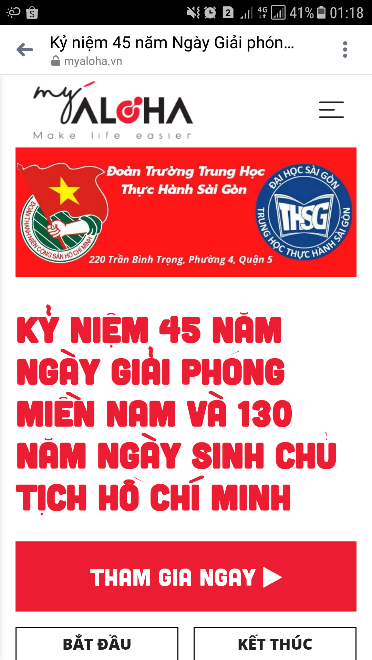 2 4G 41% 01:18
Kỷ niệm 45 năm Ngày Giải phón...
myaloha.vn
my ALOHA
Make life easier
Đoàn Trường Trung Học
Thực Hành Sài Gòn
ĐOÀN THANH NIÊN CỘNG SẢN HỒ CHÍ MINH
ĐẠI HỌC SÀI GÒN
THSG
TRUNG HỌC THỰC HÀNH SÀI GÒN
220 Trần Bình Trọng, Phường 4, Quận 5
KỶ NIỆM 45 NĂM
NGÀY GIẢI PHÓNG
MIỀN NAM VÀ 130
NĂM NGÀY SINH CHỦ
TỊCH HỒ CHÍ MINH
THAM GIA NGAY
BẮT ĐẦU
KẾT THÚC